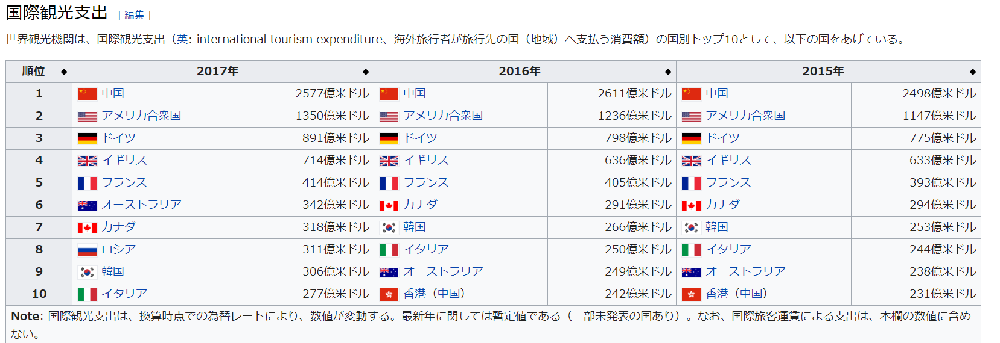 国際観光支出 [ 編集 ]
世界観光機関は、国際観光支出（英: international tourism expenditure、海外旅行者が旅行先の国（地域）へ支払う消費額）の国別トップ10として、以下の国をあげている。
順位 2017年 2016年 2015年
1 中国 2577億米ドル 中国 2611億米ドル 中国 2498億米ドル
2 アメリカ合衆国 1350億米ドル アメリカ合衆国 1236億米ドル アメリカ合衆国 1147億米ドル
3 ドイツ 891億米ドル ドイツ 798億米ドル ドイツ 775億米ドル
4 イギリス 714億米ドル イギリス 636億米ドル イギリス 633億米ドル
5 フランス 414億米ドル フランス 405億米ドル フランス 393億米ドル
6 オーストラリア 342億米ドル カナダ 291億米ドル カナダ 294億米ドル
7 カナダ 318億米ドル 韓国 266億米ドル 韓国 253億米ドル
8 ロシア 311億米ドル イタリア 250億米ドル イタリア 244億米ドル
9 韓国 306億米ドル オーストラリア 249億米ドル オーストラリア 238億米ドル
10 イタリア 277億米ドル 香港（中国） 242億米ドル 香港（中国） 231億米ドル
Note: 国際観光支出は、換算時点での為替レートにより、数値が変動する。最新年に関しては暫定値である（一部未発表の国あり）。なお、国際旅客運賃による支出は、本欄の数値に含め
ない。